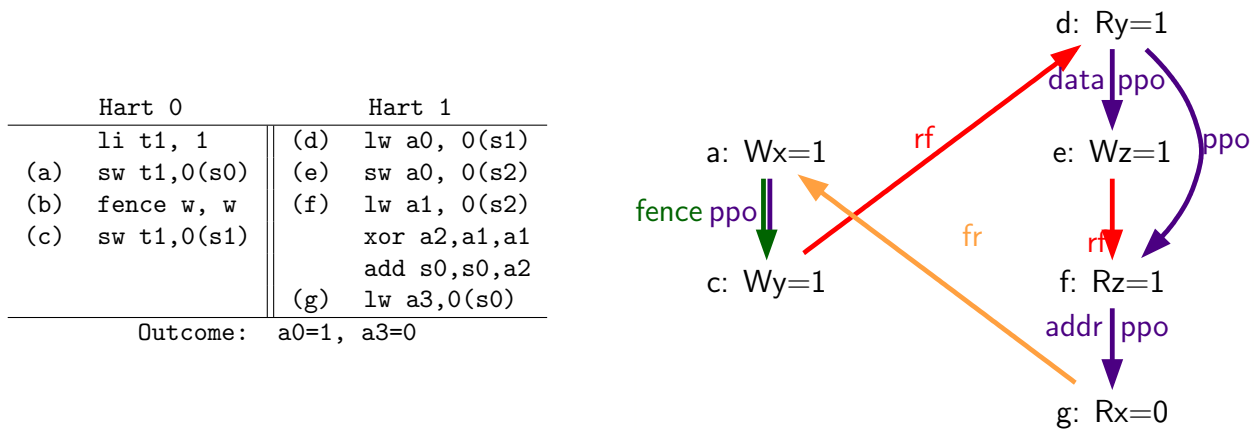 Hart 0 Hart 1
li t1, 1 (d) lw a0, 0(s1)
(a) sw t1,0(s0) (e) sw a0, 0(s2)
(b) fence w, w (f) lw a1, 0(s2)
(c) sw t1,0(s1) xor a2,a1,a1
add s0,s0,a2
(g) lw a3,0(s0)
Outcome: a0=1, a3=0
d: Ry=1
data ppo
rf
ppo
a: Wx=1
e: Wz=1
fence ppo
fr
rf
c: Wy=1
f: Rz=1
addr ppo
g: Rx=0